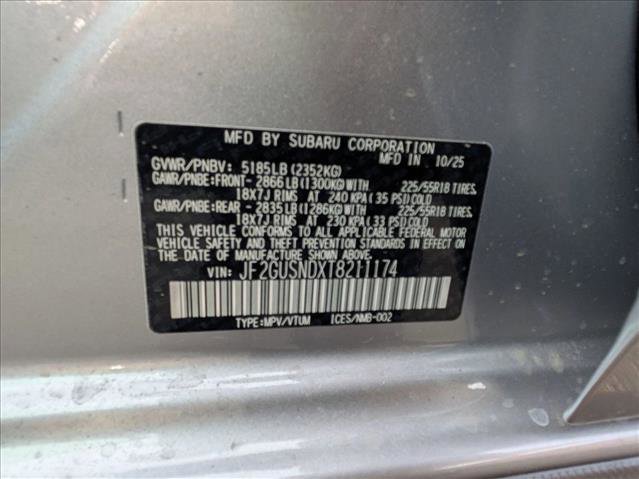 MFD BY SUBARU CORPORATION
MFD IN 10/25
GVWR/PNBV: 5185LB (2352KG)
GAWR/PNBE:FRONT- 2866LB(1300KG)WITH 225/55R18 TIRES,
18X7J RIMS AT 240 KPA( 35 PSI)COLD
GAWR/PNBE:REAR - 2835LB(1286KG)WITH 225/55R18 TIRES,
18X7J RIMS AT 230 KPA( 33 PSI)COLD
THIS VEHICLE CONFORMS TO ALL APPLICABLE FEDERAL MOTOR
VEHICLE SAFETY AND THEFT PREVENTION STANDARDS IN EFFECT ON THE
DATE OF MANUFACTURE SHOWN ABOVE.
VIN: JF2GUSNDXT8211174
TYPE:MPV/VTUM ICES/NMB-002